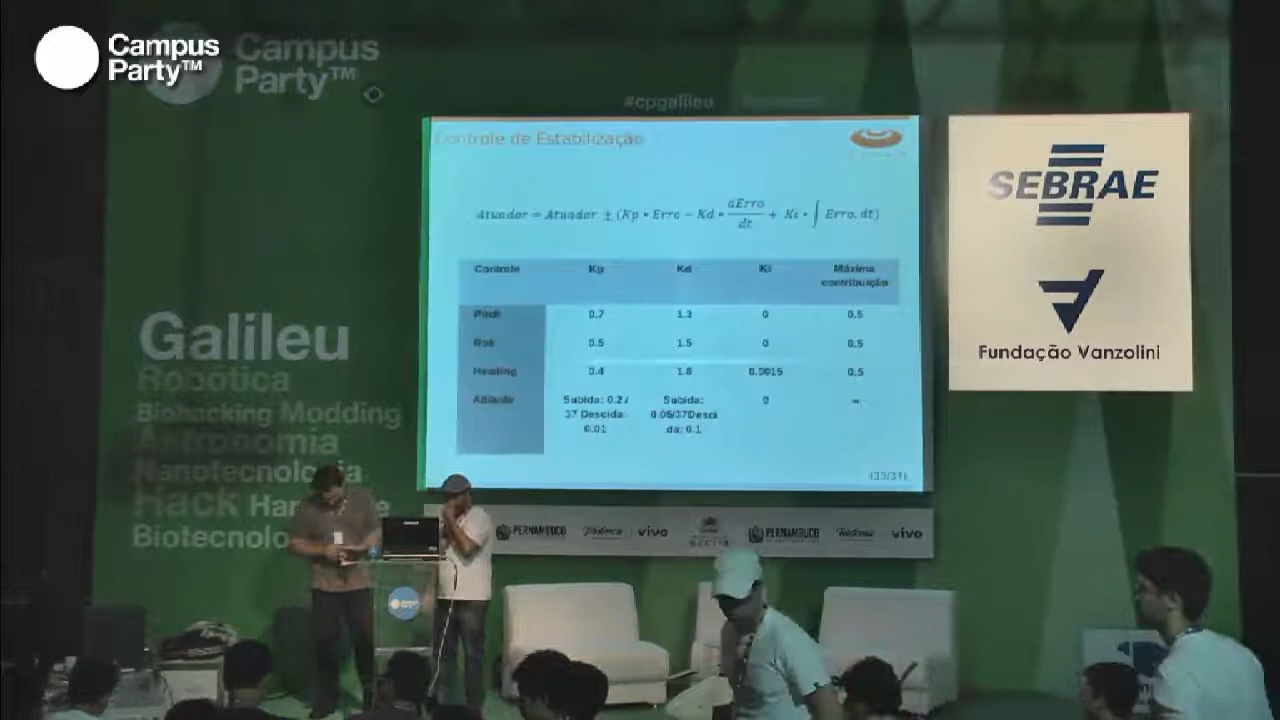 Campus
Party™
Campus
Party™
#cpgalileu
Controle de Estabilização
Atuador = Atuador ± (Kp * Erro - Kd * dErro/dt + Ki * ∫ Erro. dt)
Controle Kp Kd Ki Máxima
contribuição
Pitch 0.7 1.3 0 0.5
Roll 0.5 1.5 0 0.5
Heading 0.4 1.8 0.0015 0.5
Altitude Subida: 0.2/ Subida: 0
37 Descida: 0.05/37Desci
0.01 da: 0.1
SEBRAE
Fundação Vanzolini
Galileu
Robótica
Biohacking Modding
Astronomia
Nanotecnologia
Hack
Biotecnolo
PERNAMBUCO Telefonica vivo RECIFE PERNAMBUCO Telefonica vivo